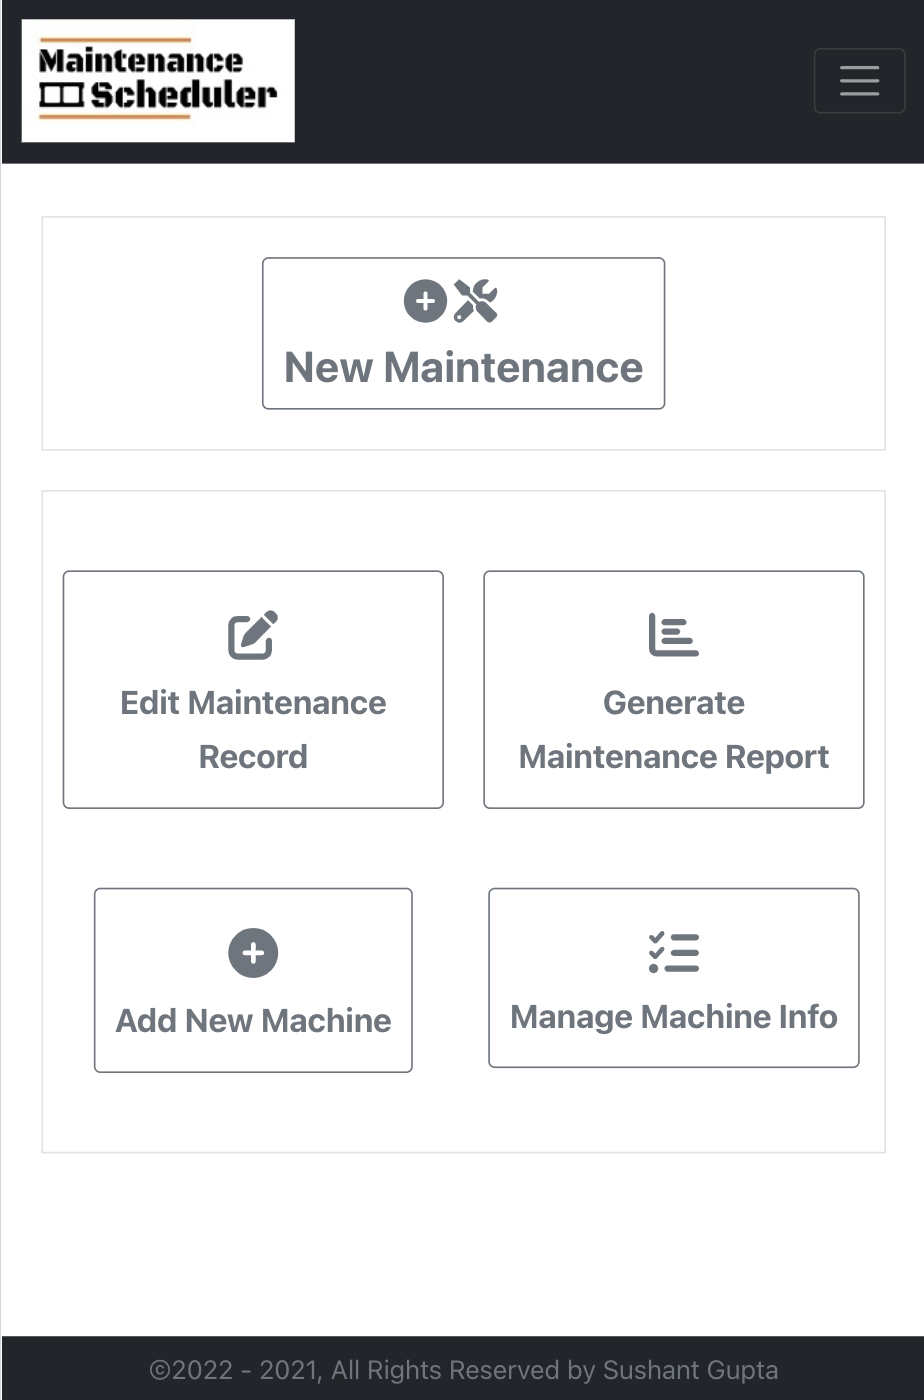 Maintenance
Scheduler
New Maintenance
Edit Maintenance
Record
Generate
Maintenance Report
Add New Machine
Manage Machine Info
©2022 - 2021, All Rights Reserved by Sushant Gupta